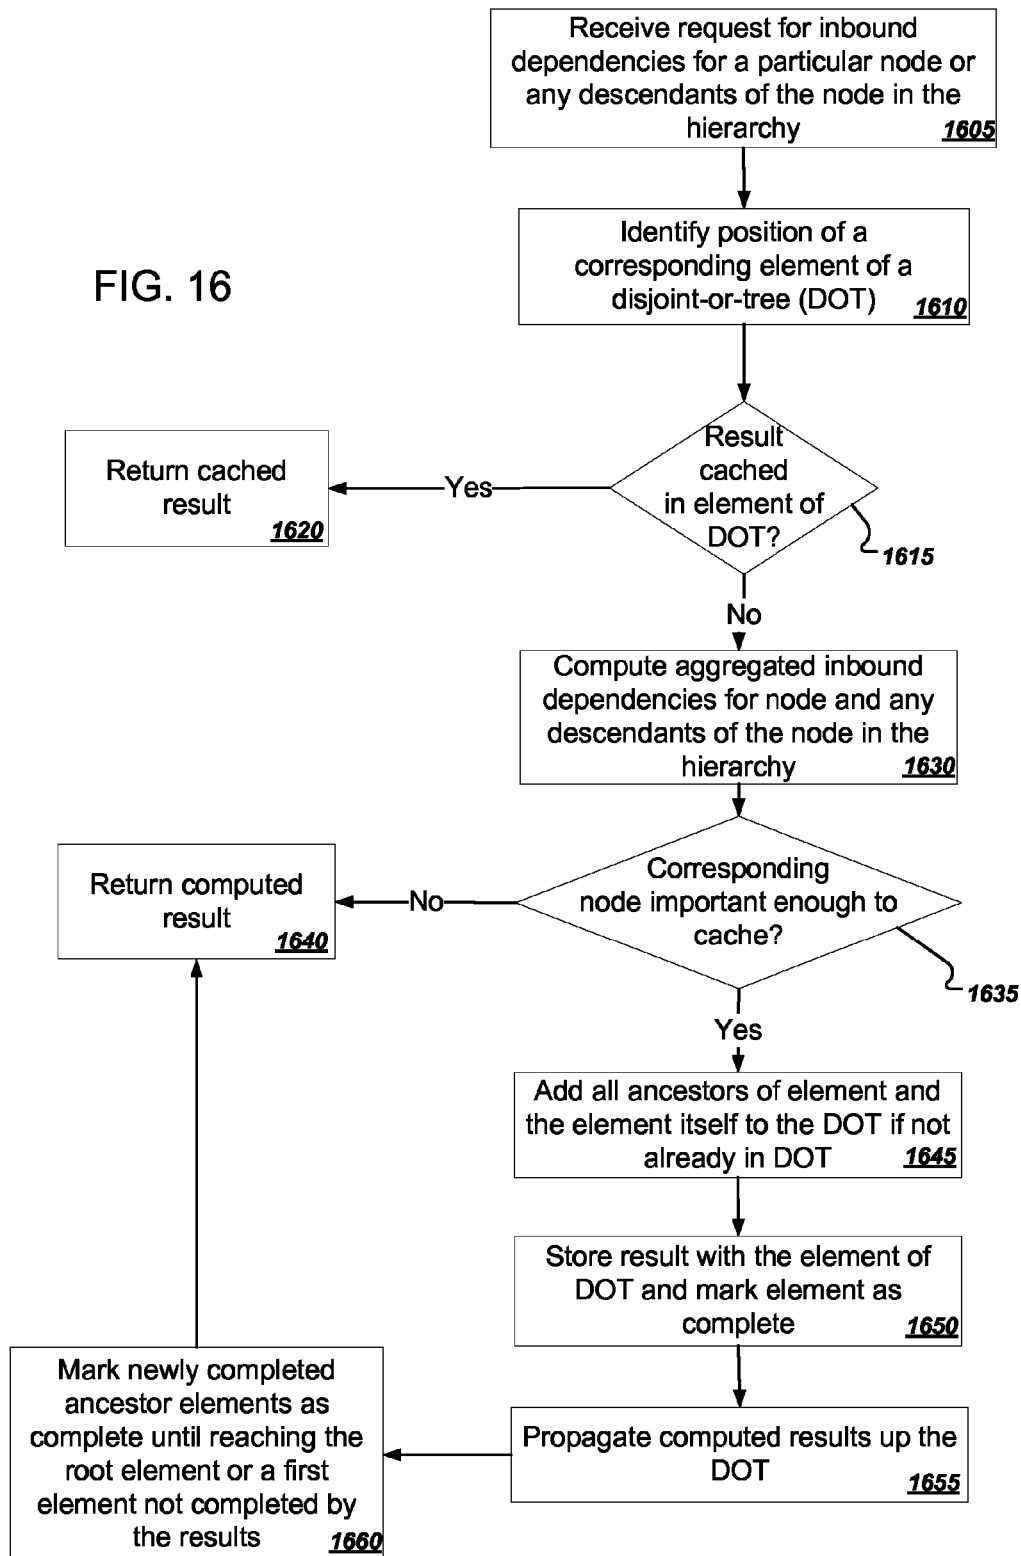 Receive request for inbound
dependencies for a particular node or
any descendants of the node in the
hierarchy
1605
Identify position of a
corresponding element of a
disjoint-or-tree (DOT)
1610
FIG. 16
Result
cached
in element of
DOT?
1615
Yes
Return cached
result
1620
No
Compute aggregated inbound
dependencies for node and any
descendants of the node in the
hierarchy
1630
Corresponding
node important enough to
cache?
1635
No
Return computed
result
1640
Yes
Add all ancestors of element and
the element itself to the DOT if not
already in DOT
1645
Store result with the element of
DOT and mark element as
complete
1650
Propagate computed results up the
DOT
1655
Mark newly completed
ancestor elements as
complete until reaching the
root element or a first
element not completed by
the results
1660